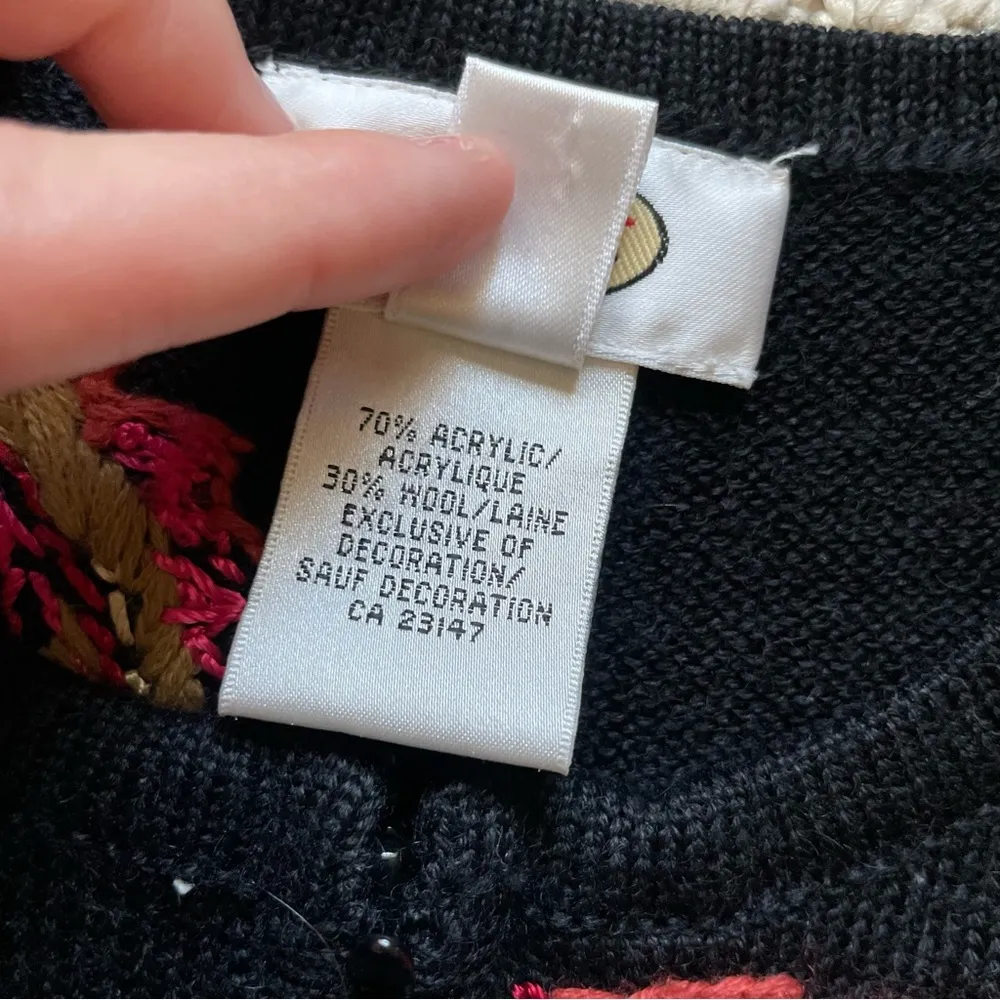 70% ACRYLIC/
ACRYLIQUE
30% WOOL/LAINE
EXCLUSIVE OF
DECORATION/
SAUF DECORATION
CA 23147